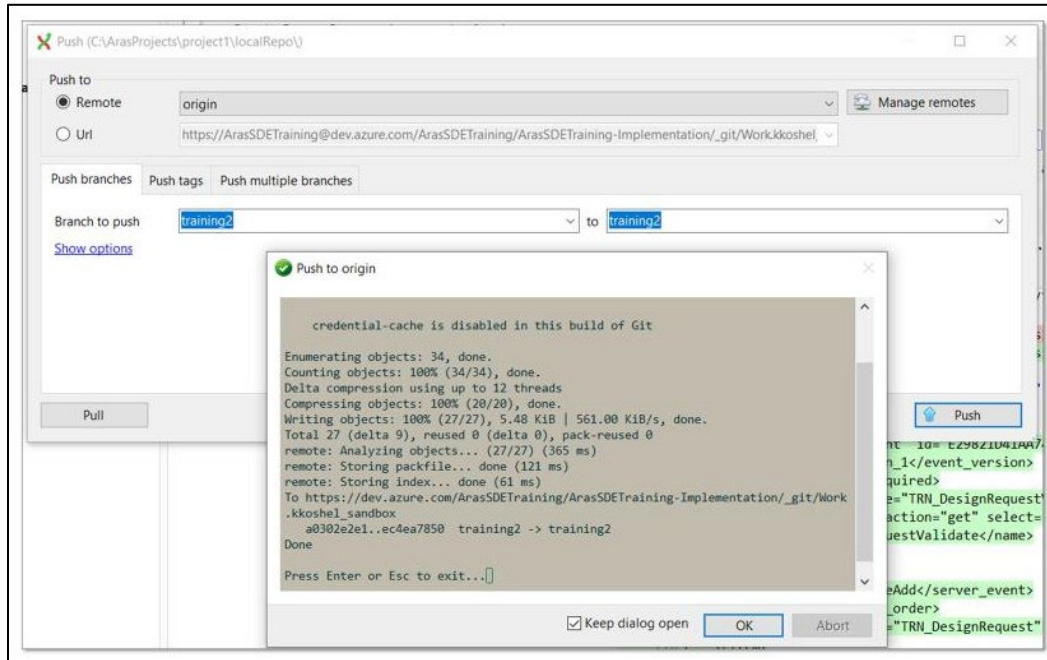 Push (C:\ArasProjects\project1\localRepo\)
Push to
Remote
origin
Manage remotes
Url
https://ArasSDETraining@dev.azure.com/ArasSDETraining/ArasSDETraining-Implementation/_git/Work.kkoshel_
Push branches
Push tags
Push multiple branches
Branch to push
training2
to
training2
Show options
Push to origin
credential-cache is disabled in this build of Git
Enumerating objects: 34, done.
Counting objects: 100% (34/34), done.
Delta compression using up to 12 threads
Compressing objects: 100% (20/20), done.
Writing objects: 100% (27/27), 5.48 KiB | 561.00 KiB/s, done.
Total 27 (delta 9), reused 0 (delta 0), pack-reused 0
remote: Analyzing objects... (27/27) (365 ms)
remote: Storing packfile... done (121 ms)
remote: Storing index... done (61 ms)
To https://dev.azure.com/ArasSDETraining/ArasSDETraining-Implementation/_git/Work
.kkoshel_sandbox
a0302e2e1..ec4ea7850 training2 -> training2
Done
Press Enter or Esc to exit...
Keep dialog open
OK
Abort
Pull
Push
n_1</event_version>
quired>
e="TRN_DesignRequest
action="get" select=
uestValidate</name>
eAdd</server_event>
_order>
="TRN_DesignRequest"